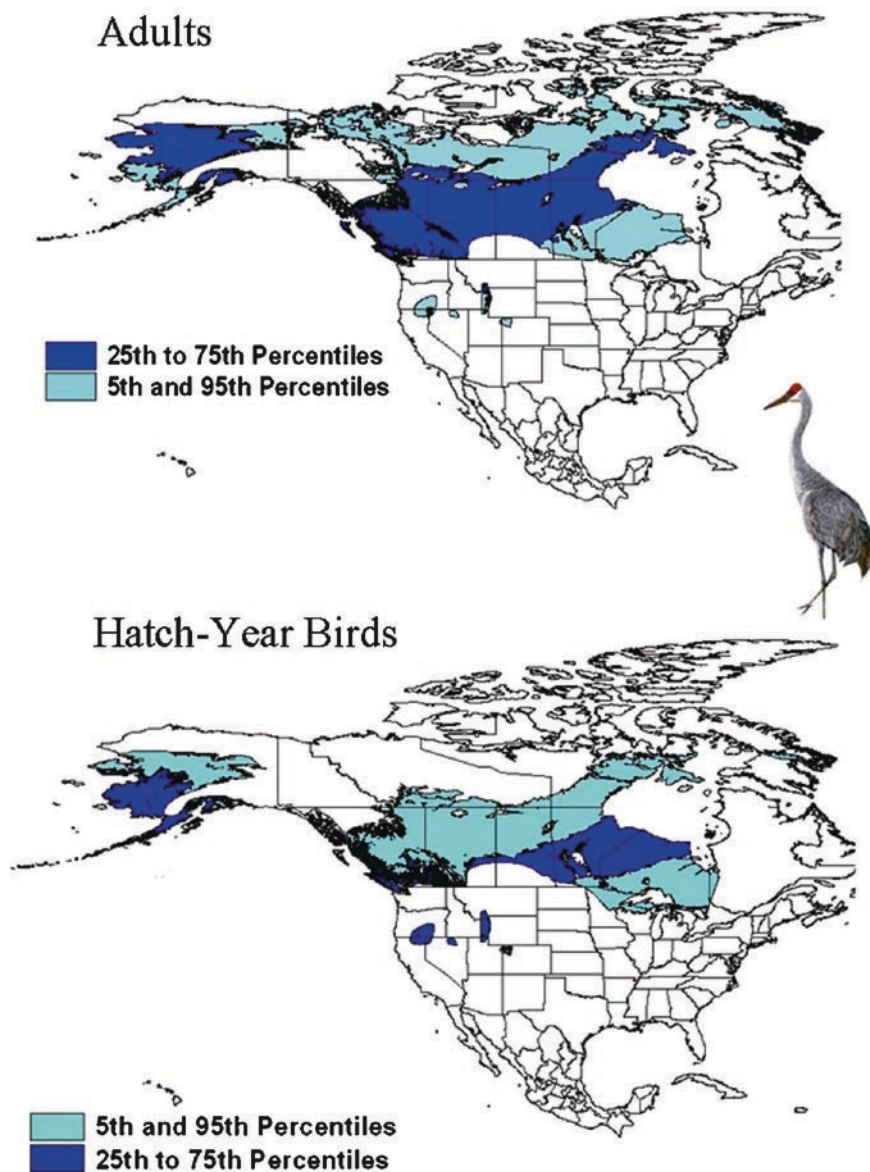 Adults
25th to 75th Percentiles
5th and 95th Percentiles
Hatch-Year Birds
5th and 95th Percentiles
25th to 75th Percentiles